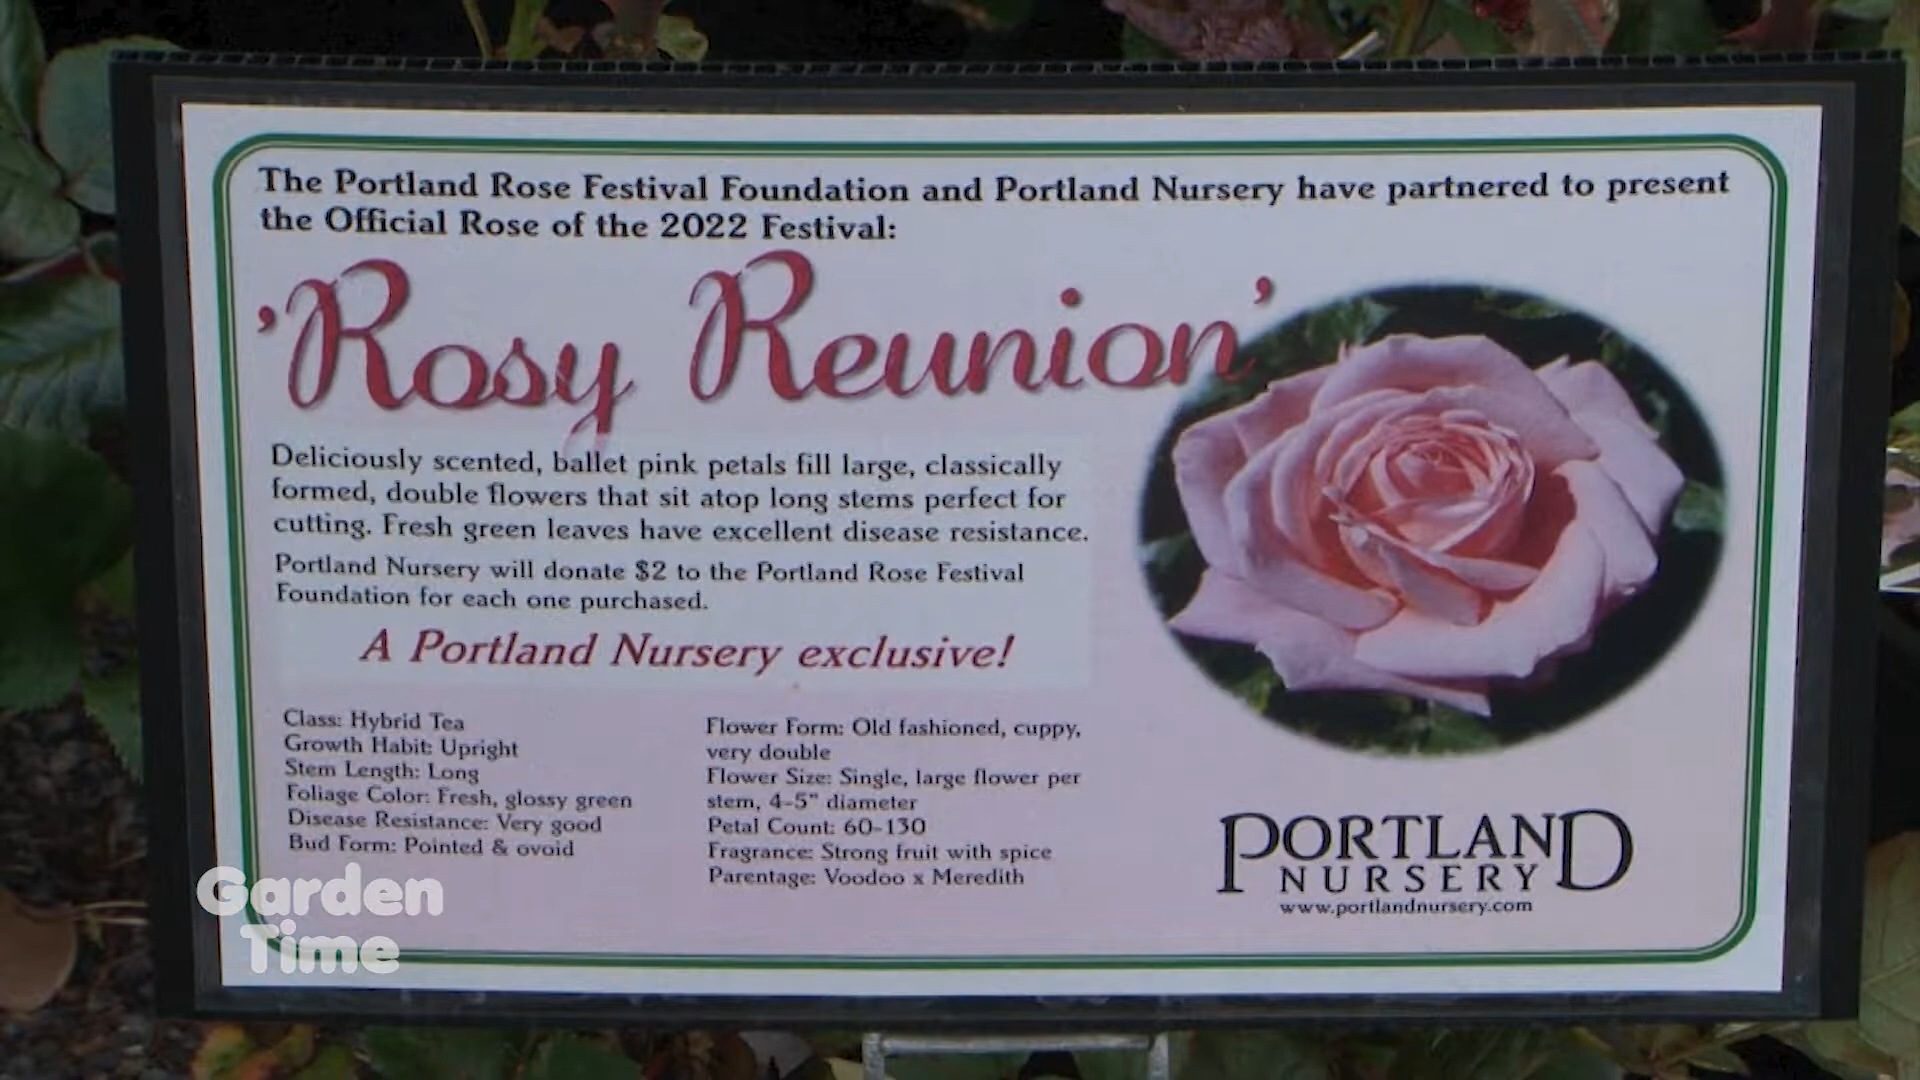 The Portland Rose Festival Foundation and Portland Nursery have partnered to present
the Official Rose of the 2022 Festival:
'Rosy Reunion'
Deliciously scented, ballet pink petals fill large, classically
formed, double flowers that sit atop long stems perfect for
cutting. Fresh green leaves have excellent disease resistance.
Portland Nursery will donate $2 to the Portland Rose Festival
Foundation for each one purchased.
A Portland Nursery exclusive!
Class: Hybrid Tea
Growth Habit: Upright
Stem Length: Long
Foliage Color: Fresh, glossy green
Disease Resistance: Very good
Bud Form: Pointed & ovoid
Flower Form: Old fashioned, cuppy,
very double
Flower Size: Single, large flower per
stem, 4-5" diameter
Petal Count: 60-130
Fragrance: Strong fruit with spice
Parentage: Voodoo x Meredith
PORTLAND
NURSERY
www.portlandnursery.com
Garden
Time